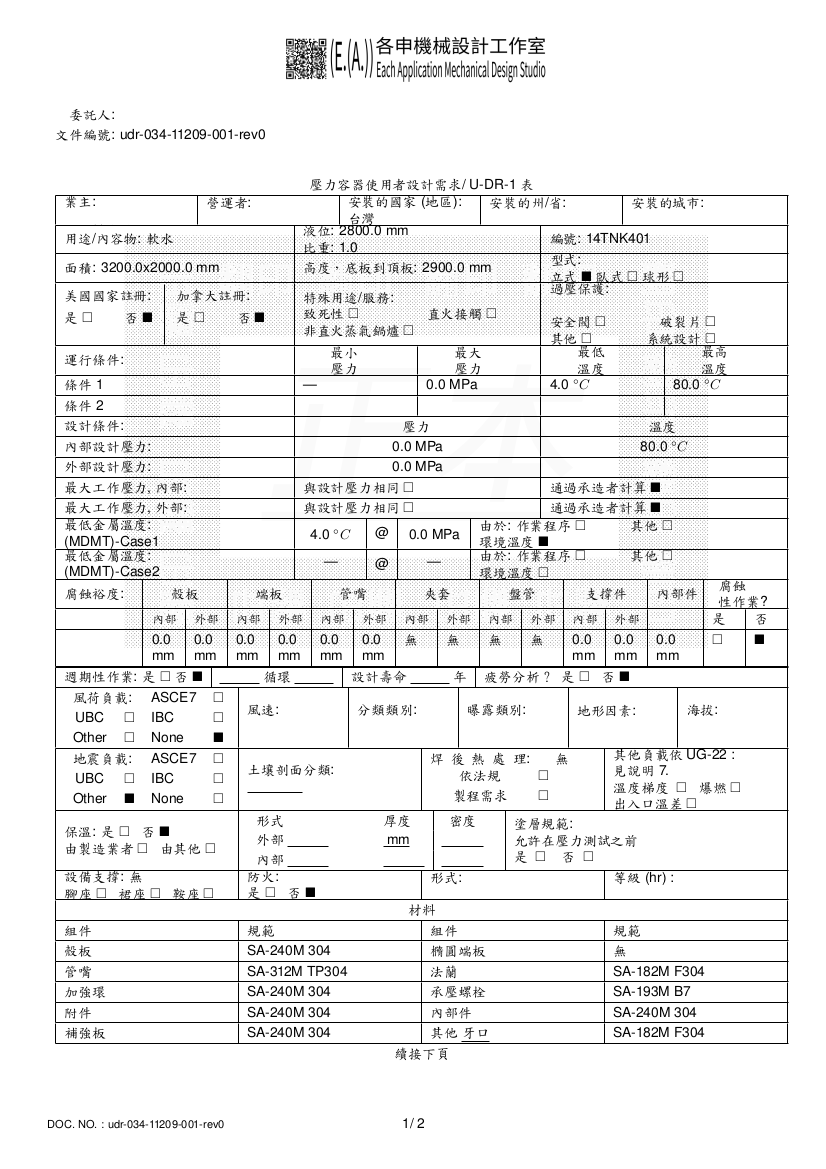 (E.(A.)) 各申機械設計工作室
Each Application Mechanical Design Studio
委託人:
文件編號: udr-034-11209-001-rev0
壓力容器使用者設計需求/ U-DR-1 表
業主: 營運者: 安裝的國家 (地區): 台灣 安裝的州/省: 安裝的城市:
用途/內容物: 軟水 液位: 2800.0 mm 比重: 1.0 編號: 14TNK401
面積: 3200.0x2000.0 mm 高度,底板到頂板: 2900.0 mm 型式: 立式 ■ 臥式 □ 球形 □
美國國家註冊: 是 □ 否 ■ 加拿大註冊: 是 □ 否 ■ 特殊用途/服務: 致死性 □ 直火接觸 □ 非直火蒸氣鍋爐 □ 過壓保護: 安全閥 □ 破裂片 □ 其他 □ 系統設計 □
運行條件: 最小壓力 最大壓力 最低溫度 最高溫度
條件 1 — 0.0 MPa 4.0 °C 80.0 °C
條件 2
設計條件: 壓力 溫度
內部設計壓力: 0.0 MPa 80.0 °C
外部設計壓力: 0.0 MPa
最大工作壓力, 內部: 與設計壓力相同 □ 通過承造者計算 ■
最大工作壓力, 外部: 與設計壓力相同 □ 通過承造者計算 ■
最低金屬溫度: (MDMT)-Case1 4.0 °C @ 0.0 MPa 由於: 作業程序 □ 其他 □ 環境溫度 ■
最低金屬溫度: (MDMT)-Case2 — @ — 由於: 作業程序 □ 其他 □ 環境溫度 □
腐蝕裕度: 殼板 端板 管嘴 夾套 盤管 支撐件 內部件 腐蝕性作業?
內部 外部 內部 外部 內部 外部 內部 外部 內部 外部 內部 外部 是 否
0.0 mm 0.0 mm 0.0 mm 0.0 mm 0.0 mm 0.0 mm 無 無 無 無 0.0 mm 0.0 mm 0.0 mm □ ■
週期性作業: 是 □ 否 ■ 循環 設計壽命 年 疲勞分析? 是 □ 否 ■
風荷負載: ASCE7 □ 風速: 分類類別: 曝露類別: 地形因素: 海拔:
UBC □ IBC □
Other □ None ■
地震負載: ASCE7 □ 土壤剖面分類: 焊後熱處理: 無 其他負載依 UG-22 :
UBC □ IBC □ 依法規 □ 見說明 7.
Other ■ None □ 製程需求 □ 溫度梯度 □ 爆燃 □
出入口溫差 □
保溫: 是 □ 否 ■ 形式 厚度 密度 塗層規範:
由製造業者 □ 由其他 □ 外部 mm 允許在壓力測試之前
內部 是 □ 否 □
設備支撐: 無 防火: 形式: 等級 (hr) :
腳座 □ 裙座 □ 鞍座 □ 是 □ 否 ■
材料
組件 規範 組件 規範
殼板 SA-240M 304 橢圓端板 無
管嘴 SA-312M TP304 法蘭 SA-182M F304
加強環 SA-240M 304 承壓螺栓 SA-193M B7
附件 SA-240M 304 內部件 SA-240M 304
補強板 SA-240M 304 其他 牙口 SA-182M F304
續接下頁
DOC. NO. : udr-034-11209-001-rev0 1/ 2
正本